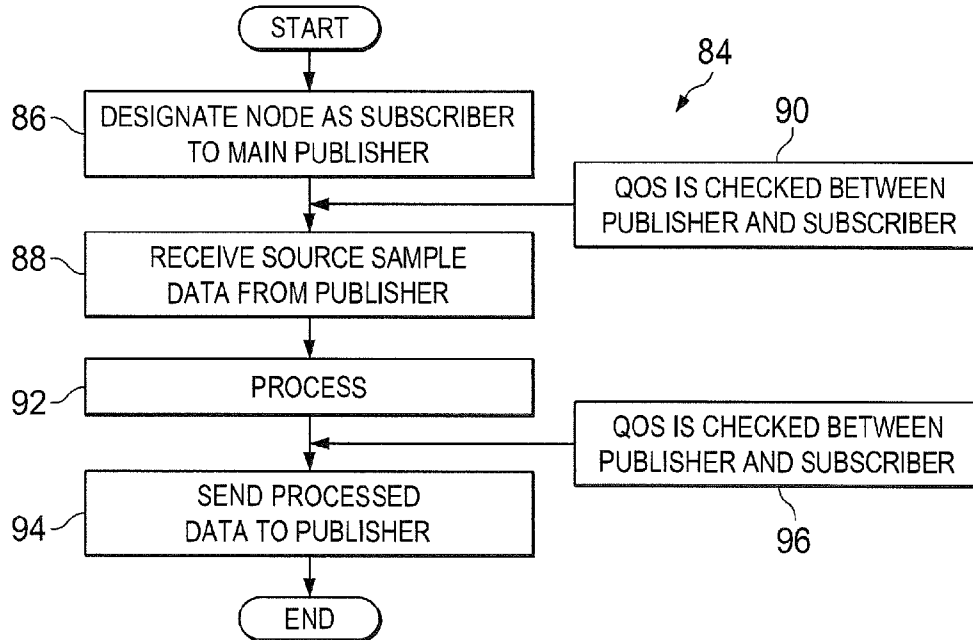 START
84
86
DESIGNATE NODE AS SUBSCRIBER
TO MAIN PUBLISHER
90
QOS IS CHECKED BETWEEN
PUBLISHER AND SUBSCRIBER
88
RECEIVE SOURCE SAMPLE
DATA FROM PUBLISHER
92
PROCESS
QOS IS CHECKED BETWEEN
PUBLISHER AND SUBSCRIBER
96
94
SEND PROCESSED
DATA TO PUBLISHER
END